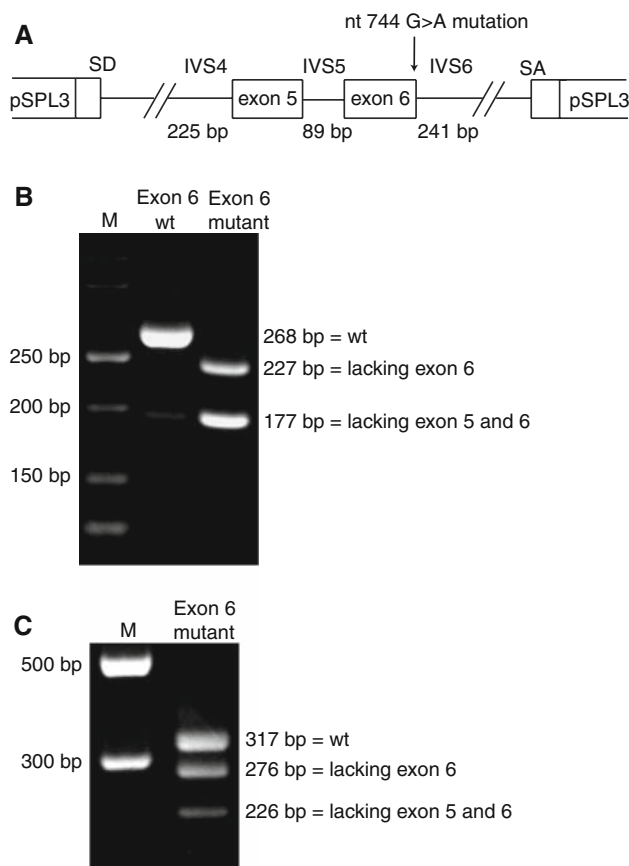 A
nt 744 G>A mutation
SD IVS4 IVS5 IVS6 SA
pSPL3 exon 5 exon 6 pSPL3
225 bp 89 bp 241 bp
B
M Exon 6 wt Exon 6 mutant
268 bp = wt
250 bp
227 bp = lacking exon 6
200 bp
177 bp = lacking exon 5 and 6
150 bp
C
M Exon 6 mutant
500 bp
317 bp = wt
300 bp
276 bp = lacking exon 6
226 bp = lacking exon 5 and 6